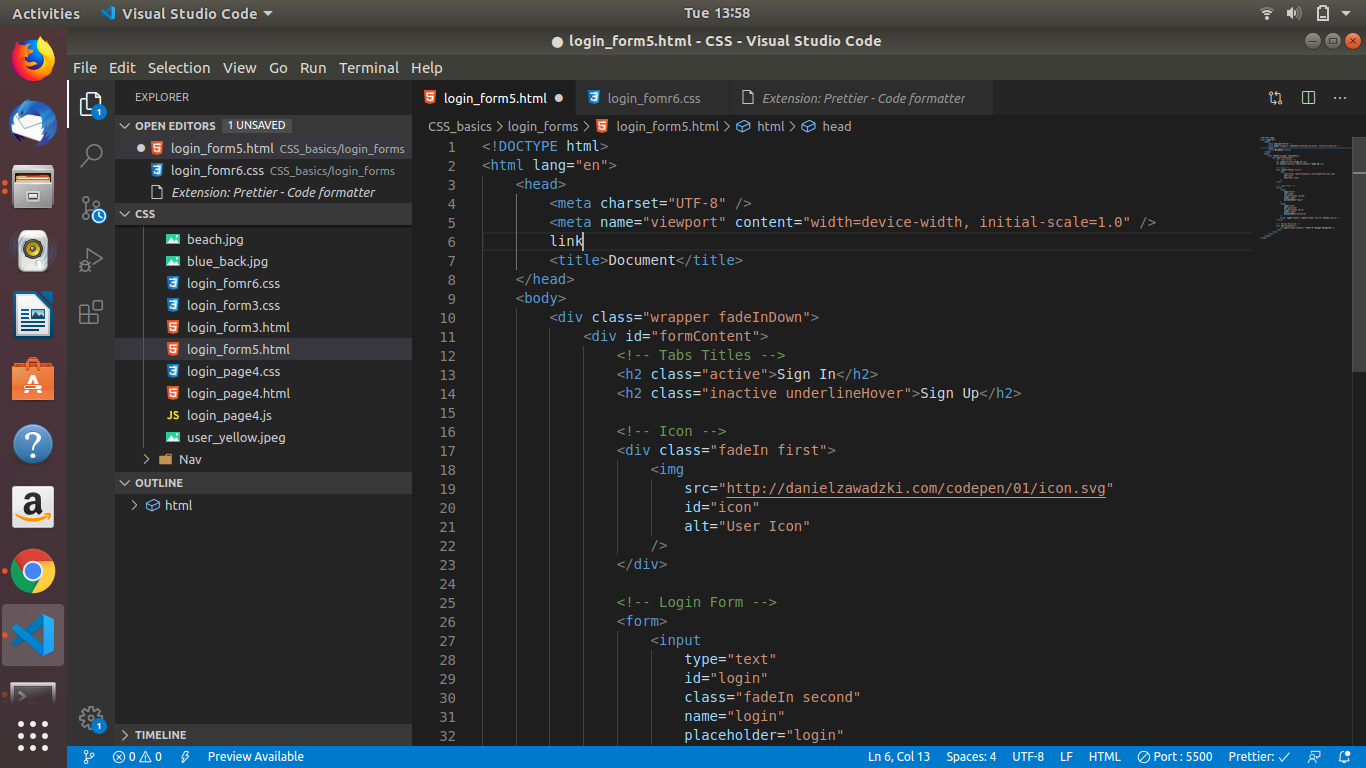 Activities Visual Studio Code Tue 13:58
● login_form5.html - CSS - Visual Studio Code
File Edit Selection View Go Run Terminal Help
EXPLORER
OPEN EDITORS 1 UNSAVED
login_form5.html CSS_basics/login_forms
login_fomr6.css CSS_basics/login_forms
Extension: Prettier - Code formatter
CSS
beach.jpg
blue_back.jpg
login_fomr6.css
login_form3.css
login_form3.html
login_form5.html
login_page4.css
login_page4.html
JS login_page4.js
user_yellow.jpeg
Nav
OUTLINE
html
TIMELINE
1
1
login_form5.html login_fomr6.css Extension: Prettier - Code formatter
CSS_basics > login_forms > login_form5.html > html > head
1 <!DOCTYPE html>
2 <html lang="en">
3 <head>
4 <meta charset="UTF-8" />
5 <meta name="viewport" content="width=device-width, initial-scale=1.0" />
6 link
7 <title>Document</title>
8 </head>
9 <body>
10 <div class="wrapper fadeInDown">
11 <div id="formContent">
12 <!-- Tabs Titles -->
13 <h2 class="active">Sign In</h2>
14 <h2 class="inactive underlineHover">Sign Up</h2>
15
16 <!-- Icon -->
17 <div class="fadeIn first">
18 <img
19 src="http://danielzawadzki.com/codepen/01/icon.svg"
20 id="icon"
21 alt="User Icon"
22 />
23 </div>
24
25 <!-- Login Form -->
26 <form>
27 <input
28 type="text"
29 id="login"
30 class="fadeIn second"
31 name="login"
32 placeholder="login"
0 0 Preview Available Ln 6, Col 13 Spaces: 4 UTF-8 LF HTML Port : 5500 Prettier: ✓